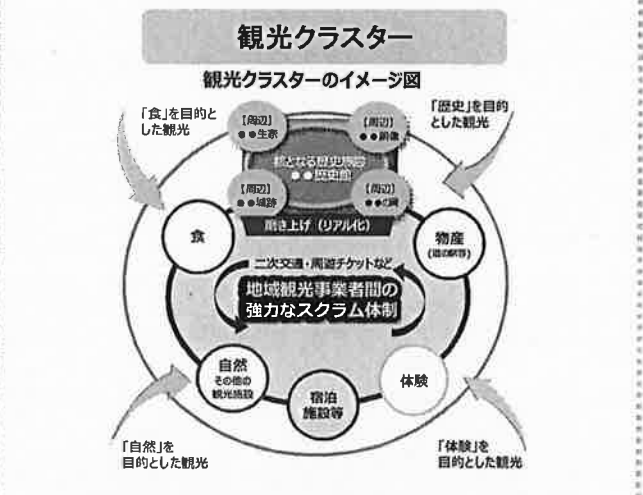 観光クラスター
観光クラスターのイメージ図
「食」を目的と
した観光
「歴史」を目的
とした観光
【周辺】
●●生家
【周辺】
●●銅像
核となる歴史施設
●●歴史館
【周辺】
●●城跡
【周辺】
磨き上げ（リアル化）
食
物産
(道の駅等)
二次交通・周遊チケットなど
地域観光事業者間の
強力なスクラム体制
自然
その他の
観光施設
宿泊
施設等
体験
「自然」を
目的とした観光
「体験」を
目的とした観光